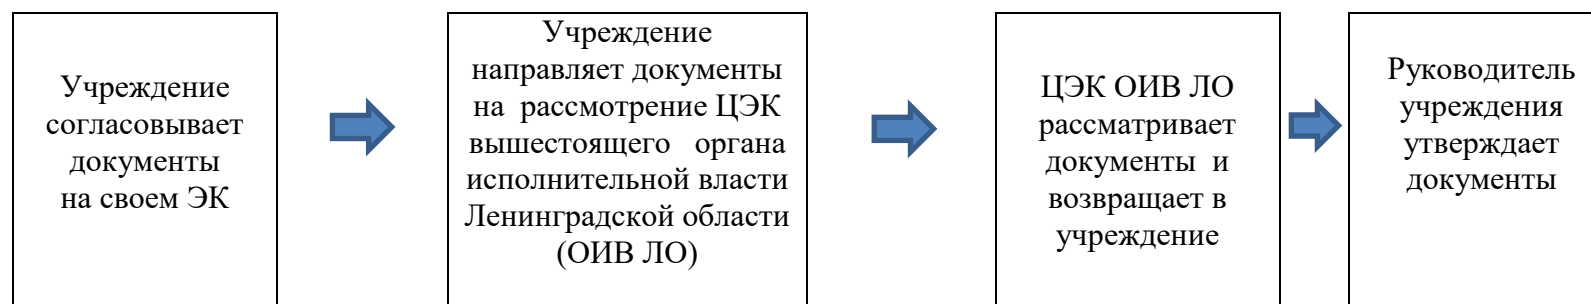 Учреждение
согласовывает
документы
на своем ЭК
Учреждение
направляет документы
на рассмотрение ЦЭК
вышестоящего органа
исполнительной власти
Ленинградской области
(ОИВ ЛО)
ЦЭК ОИВ ЛО
рассматривает
документы и
возвращает в
учреждение
Руководитель
учреждения
утверждает
документы